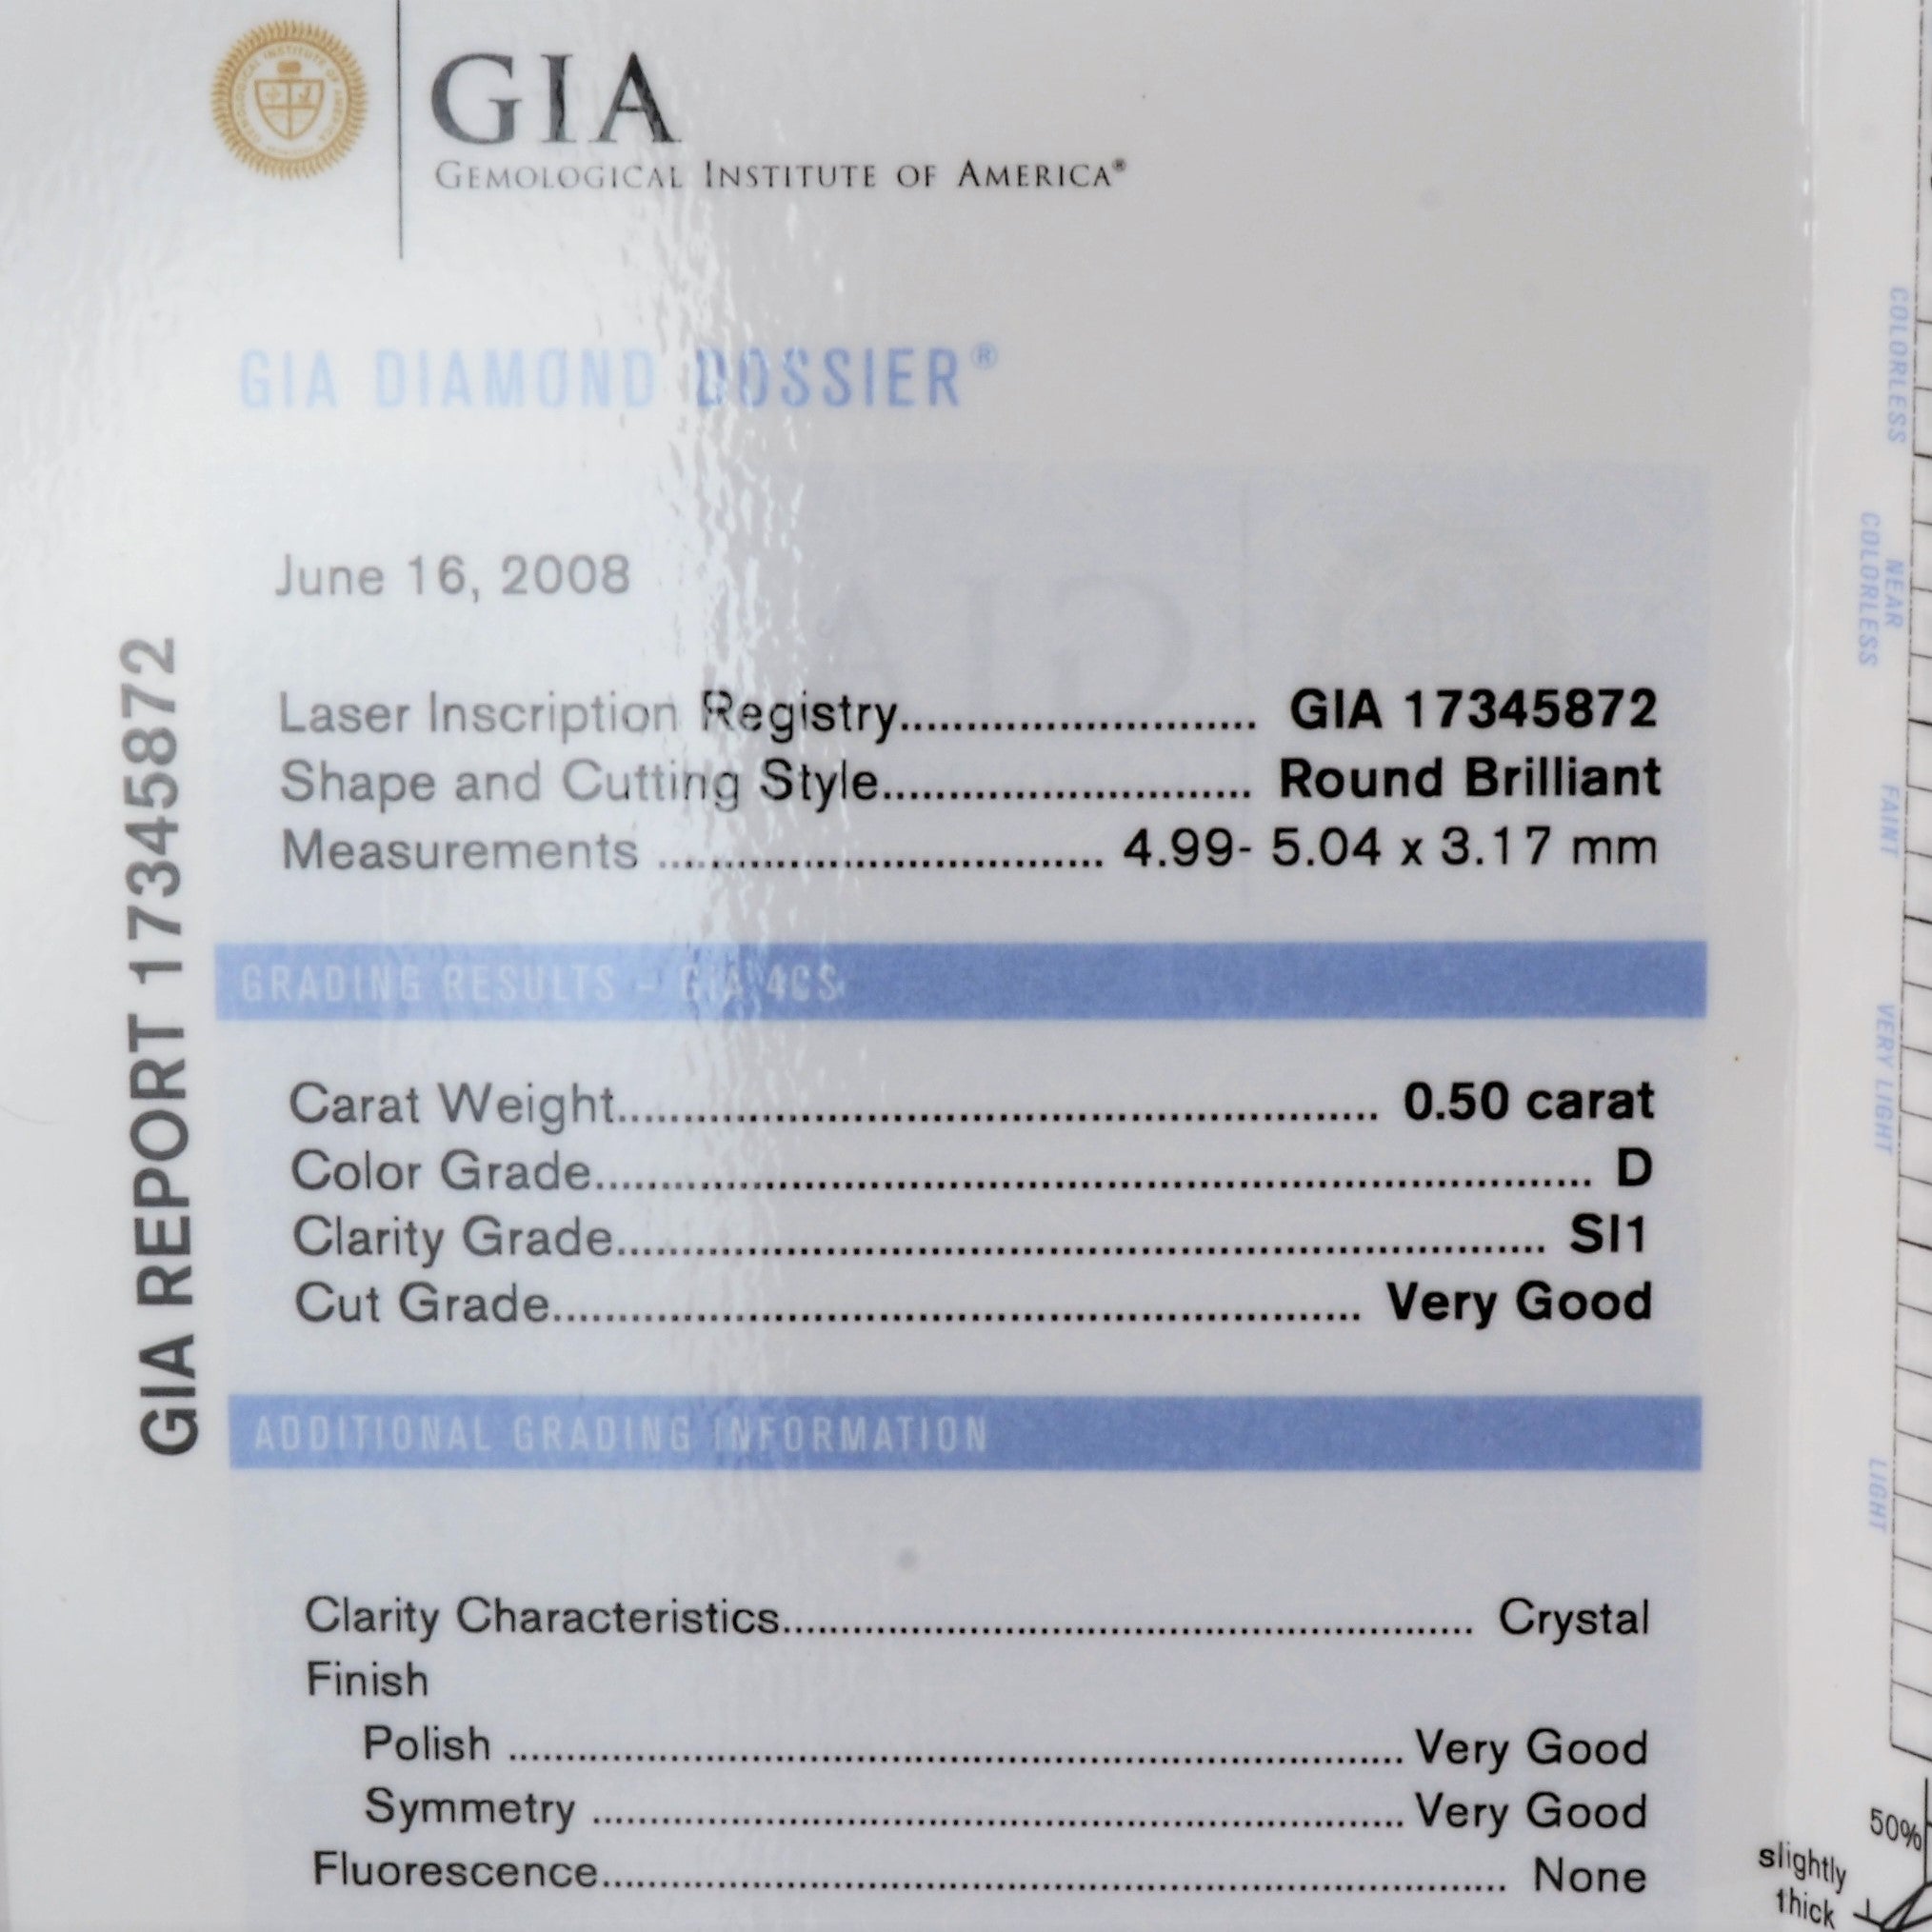 GIA
GEMOLOGICAL INSTITUTE OF AMERICA®
GIA DIAMOND DOSSIER®
June 16, 2008
GIA REPORT 17345872
Laser Inscription Registry........................... GIA 17345872
Shape and Cutting Style............................ Round Brilliant
Measurements .................................. 4.99- 5.04 x 3.17 mm
GRADING RESULTS – GIA 4CS
Carat Weight.......................................................... 0.50 carat
Color Grade............................................................................ D
Clarity Grade....................................................................... SI1
Cut Grade.............................................................. Very Good
ADDITIONAL GRADING INFORMATION
Clarity Characteristics..................................................... Crystal
Finish
Polish .................................................................... Very Good
Symmetry .............................................................. Very Good
Fluorescence..................................................................... None
COLORLESS
NEAR
COLORLESS
FAINT
VERY LIGHT
LIGHT
50%
slightly
thick